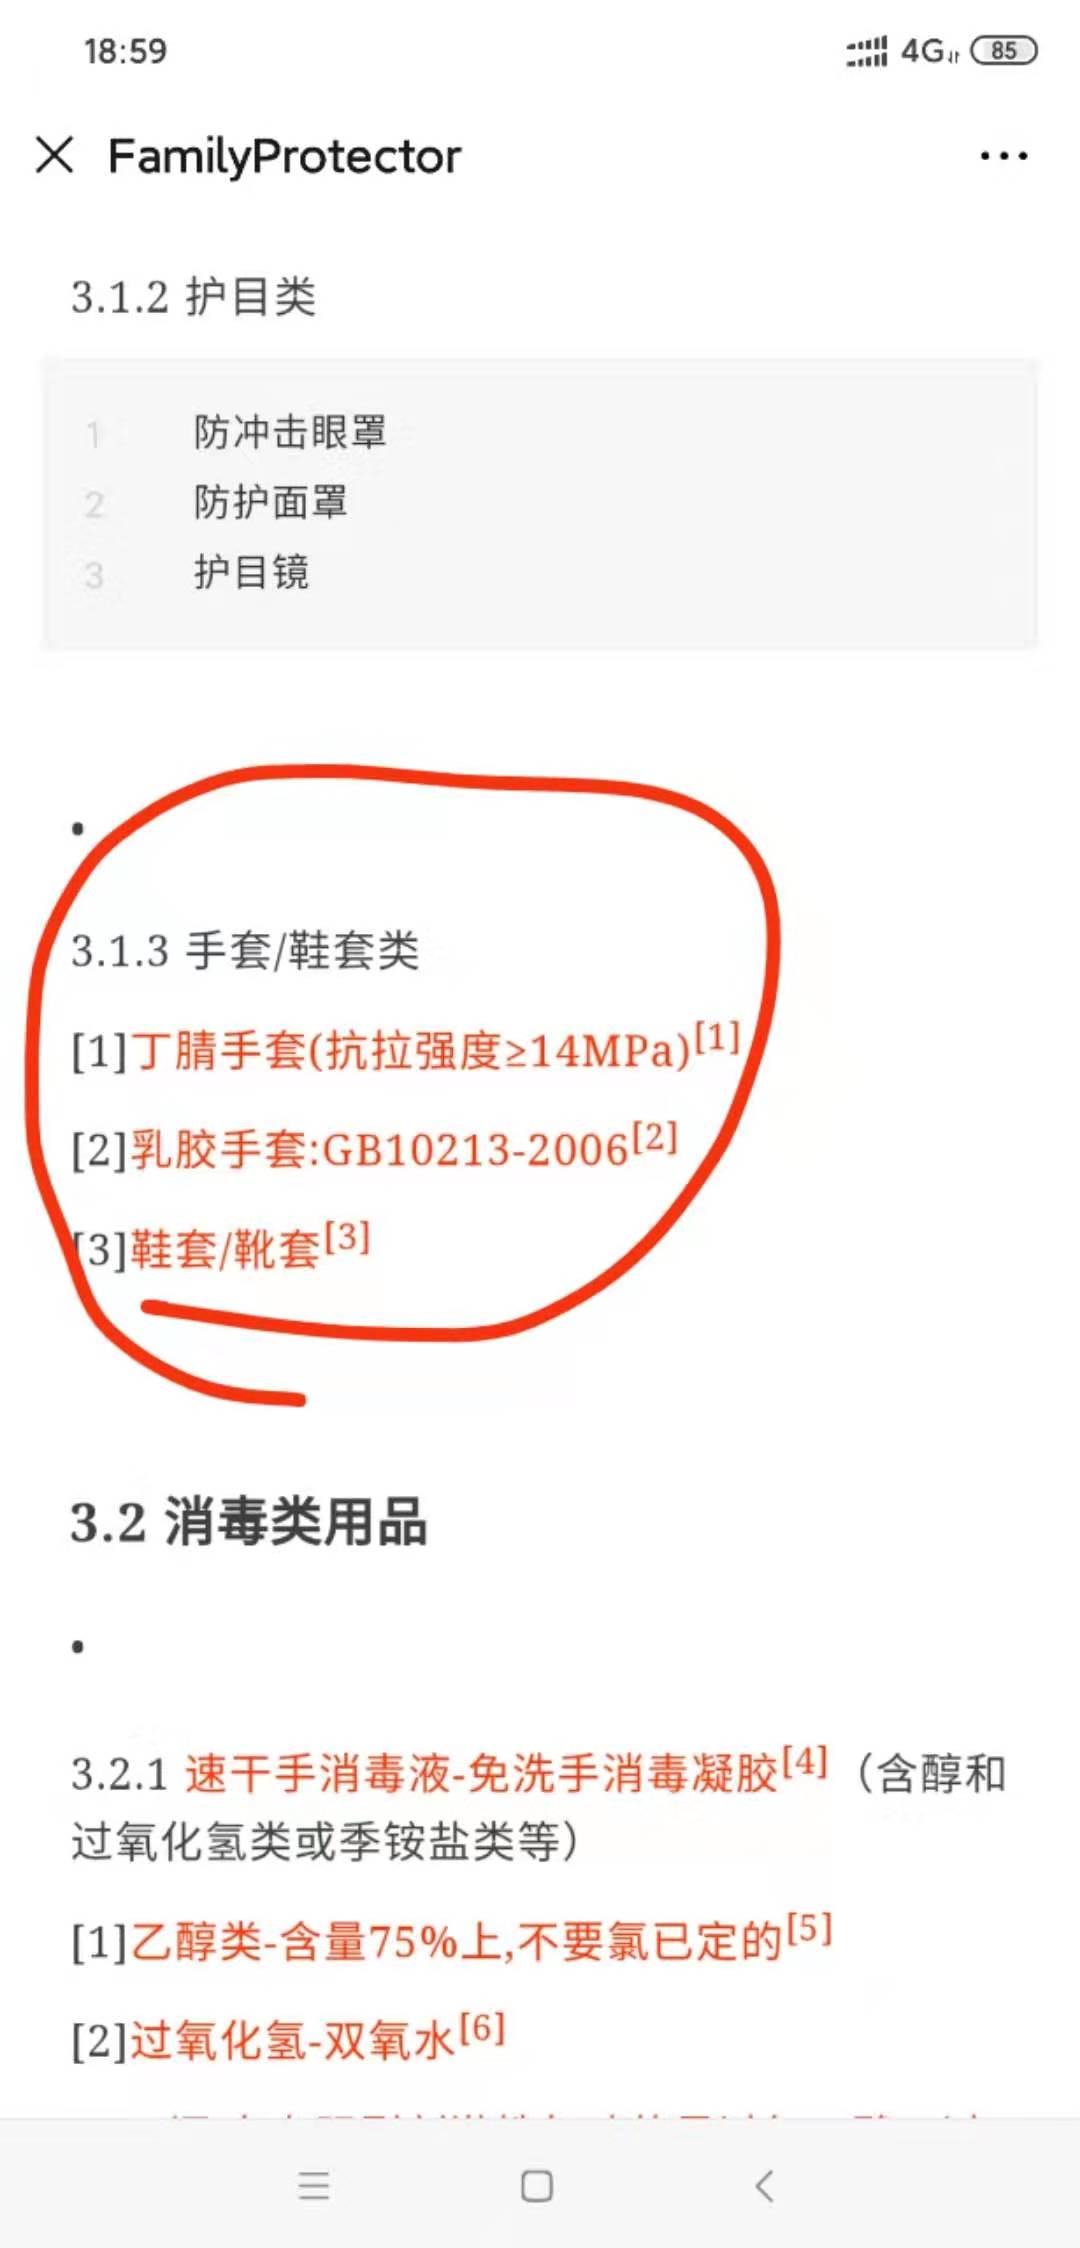 18:59
4G 85
FamilyProtector
3.1.2 护目类
1 防冲击眼罩
2 防护面罩
3 护目镜
3.1.3 手套/鞋套类
[1]丁腈手套(抗拉强度≥14MPa)[1]
[2]乳胶手套:GB10213-2006[2]
[3]鞋套/靴套[3]
3.2 消毒类用品
3.2.1 速干手消毒液-免洗手消毒凝胶[4]（含醇和
过氧化氢类或季铵盐类等）
[1]乙醇类-含量75%上,不要氯已定的[5]
[2]过氧化氢-双氧水[6]